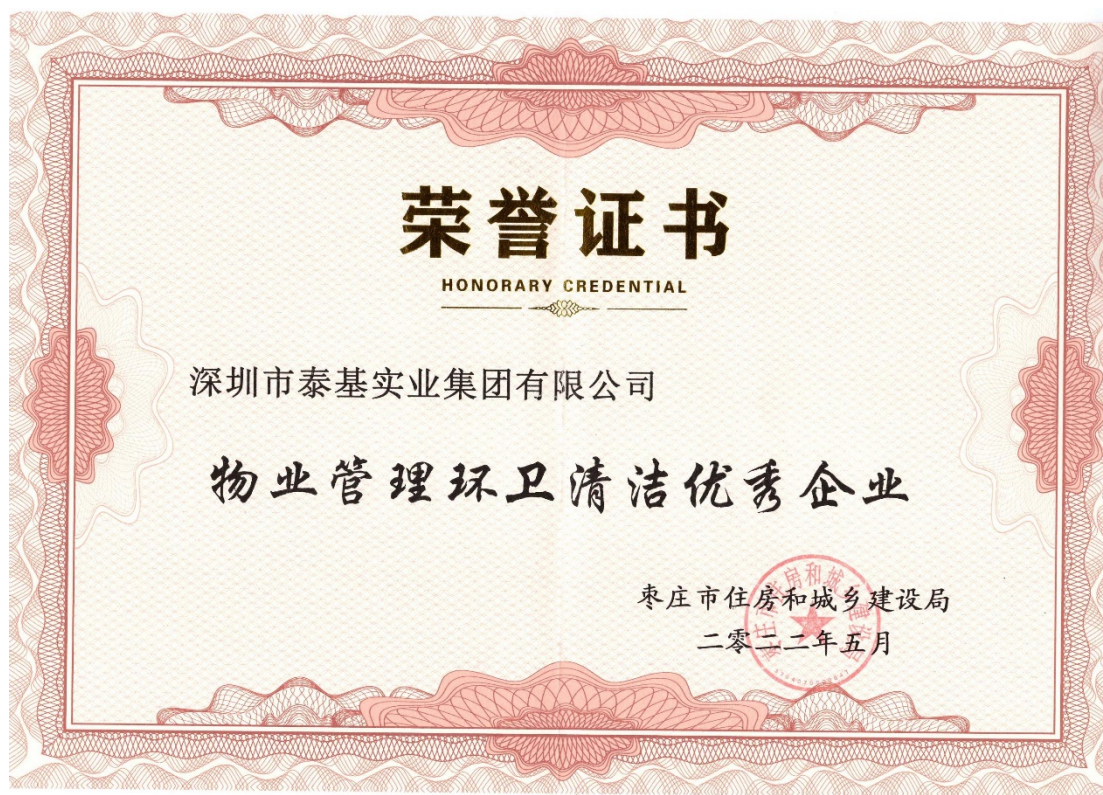 荣誉证书
HONORARY CREDENTIAL
深圳市泰基实业集团有限公司
物业管理环卫清洁优秀企业
枣庄市住房和城乡建设局
二零二二年五月